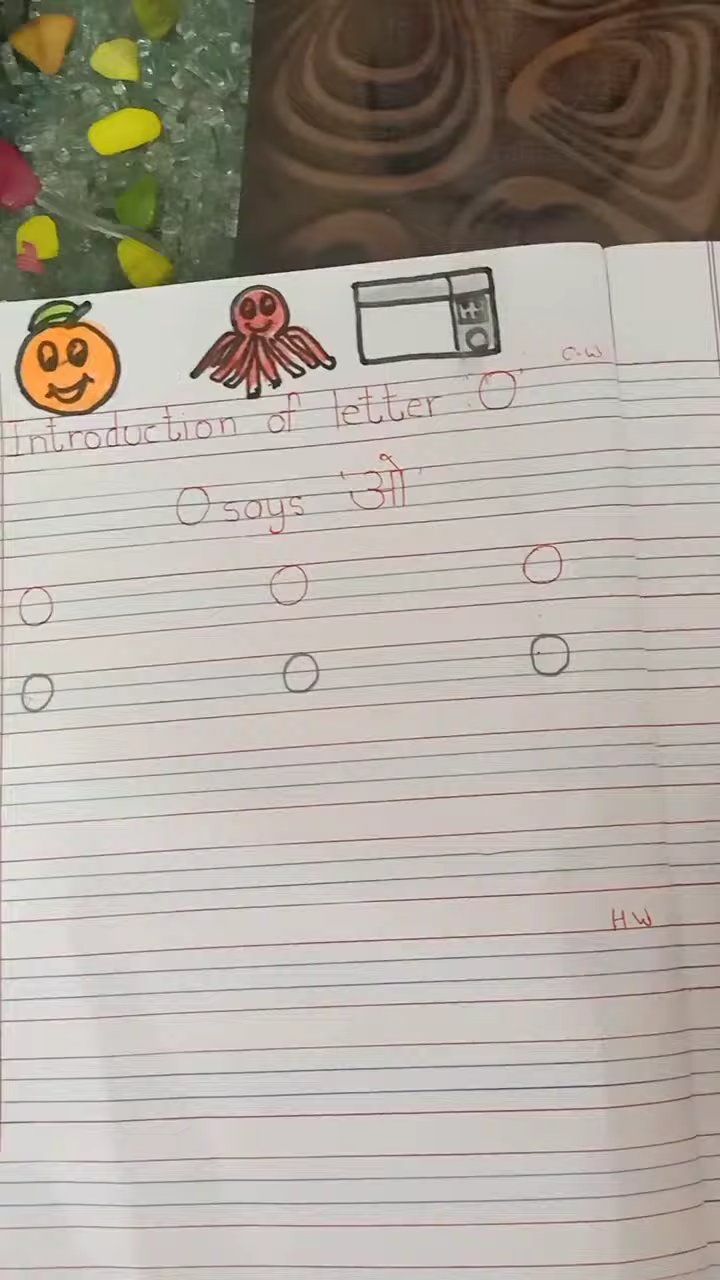 C.W
Introduction of letter 'O'
O says 'ओ'
O O O
O O O
H.W